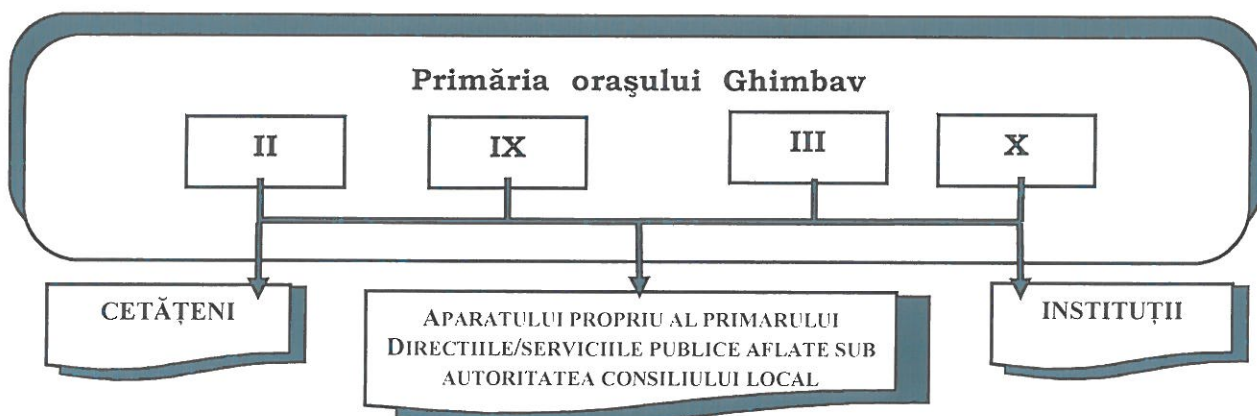 Primăria oraşului Ghimbav
II IX III X
CETĂȚENI
APARATULUI PROPRIU AL PRIMARULUI
DIRECTIILE/SERVICIILE PUBLICE AFLATE SUB
AUTORITATEA CONSILIULUI LOCAL
INSTITUȚII